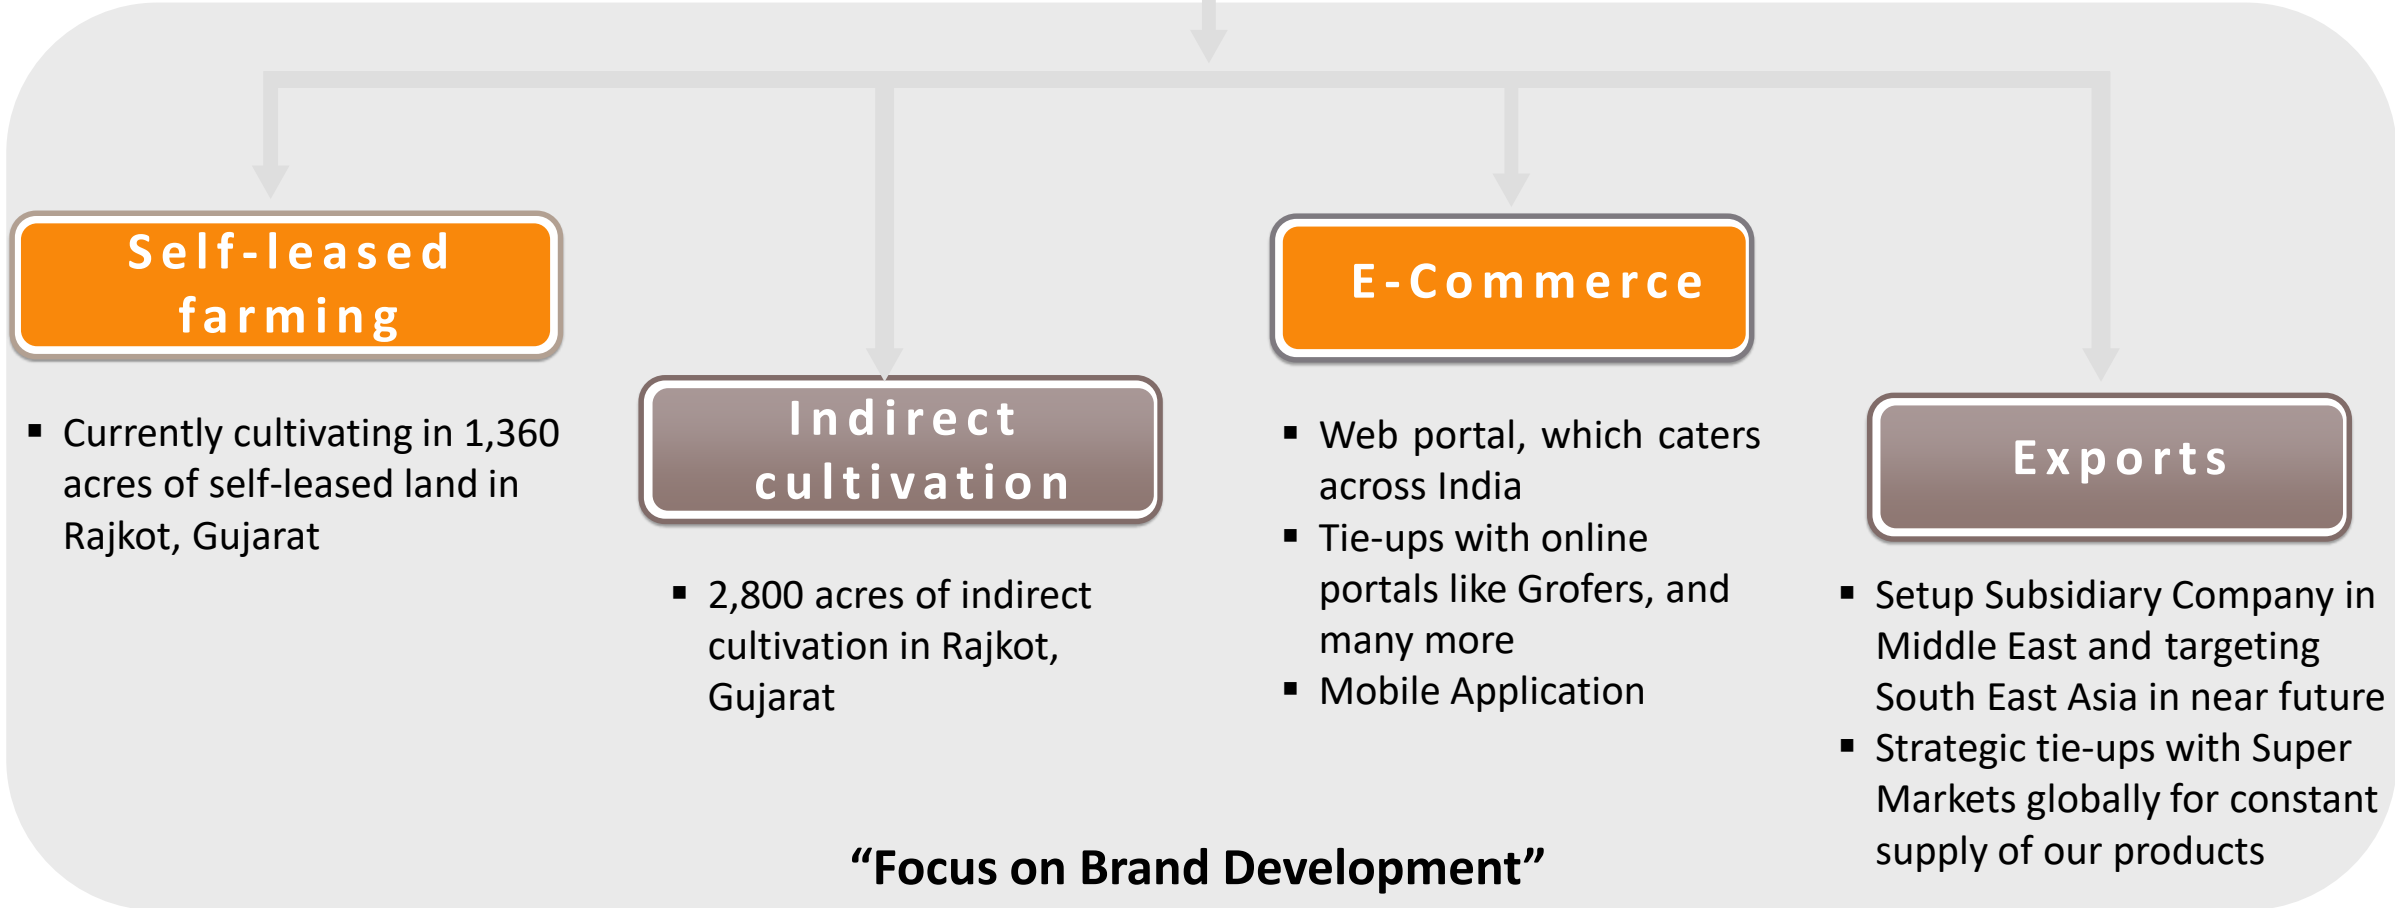 Self-leased
farming
▪ Currently cultivating in 1,360
acres of self-leased land in
Rajkot, Gujarat
Indirect
cultivation
▪ 2,800 acres of indirect
cultivation in Rajkot,
Gujarat
E-Commerce
▪ Web portal, which caters
across India
▪ Tie-ups with online
portals like Grofers, and
many more
▪ Mobile Application
Exports
▪ Setup Subsidiary Company in
Middle East and targeting
South East Asia in near future
▪ Strategic tie-ups with Super
Markets globally for constant
supply of our products
“Focus on Brand Development”